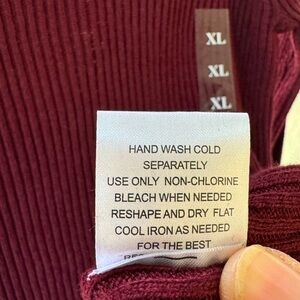 XL
XL
XL
HAND WASH COLD
SEPARATELY
USE ONLY NON-CHLORINE
BLEACH WHEN NEEDED
RESHAPE AND DRY FLAT
COOL IRON AS NEEDED
FOR THE BEST